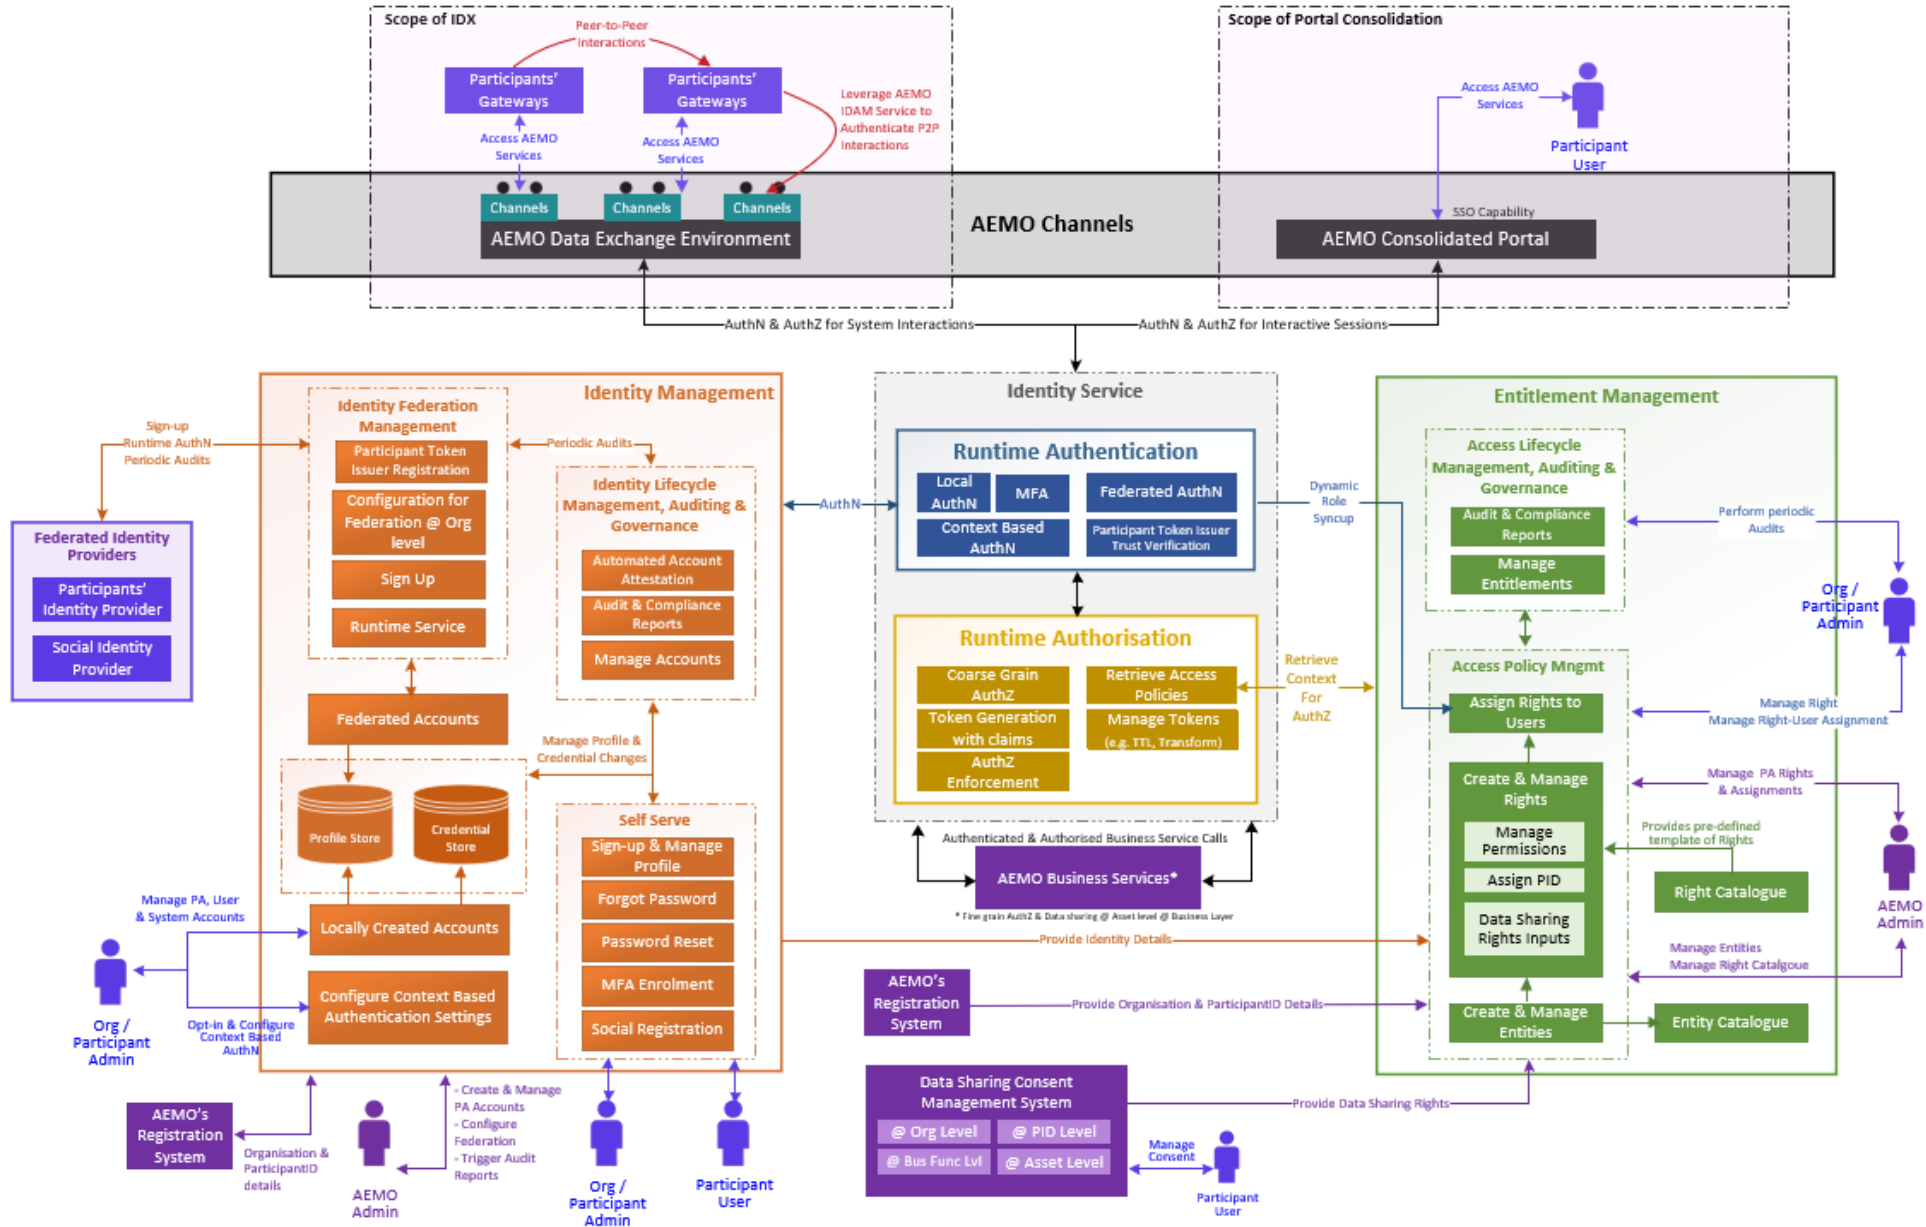 Scope of IDX
Peer-to-Peer
Interactions
Participants'
Gateways
Participants'
Gateways
Leverage AEMO
IDAM Service to
Authenticate P2P
Interactions
Access AEMO
Services
Access AEMO
Services
Channels
Channels
Channels
AEMO Data Exchange Environment
AEMO Channels
Scope of Portal Consolidation
Access AEMO
Services
Participant
User
SSO Capability
AEMO Consolidated Portal
AuthN & AuthZ for System Interactions
AuthN & AuthZ for Interactive Sessions
Sign-up
Runtime AuthN
Periodic Audits
Federated Identity
Providers
Participants'
Identity Provider
Social Identity
Provider
Identity Management
Identity Federation
Management
Participant Token
Issuer Registration
Configuration for
Federation @ Org
level
Sign Up
Runtime Service
Periodic Audits
Identity Lifecycle
Management, Auditing &
Governance
Automated Account
Attestation
Audit & Compliance
Reports
Manage Accounts
Federated Accounts
Manage Profile &
Credential Changes
Profile Store
Credential
Store
Locally Created Accounts
Configure Context Based
Authentication Settings
Self Serve
Sign-up & Manage
Profile
Forgot Password
Password Reset
MFA Enrolment
Social Registration
Manage PA, User
& System Accounts
Org /
Participant
Admin
Opt-in & Configure
Context Based
AuthN
AEMO's
Registration
System
Organisation &
ParticipantID
details
AEMO
Admin
- Create & Manage
PA Accounts
- Configure
Federation
- Trigger Audit
Reports
Org /
Participant
Admin
Participant
User
AuthN
Identity Service
Runtime Authentication
Local
AuthN
MFA
Federated AuthN
Context Based
AuthN
Participant Token Issuer
Trust Verification
Runtime Authorisation
Coarse Grain
AuthZ
Retrieve Access
Policies
Token Generation
with claims
Manage Tokens
(e.g. TTL, Transform)
AuthZ
Enforcement
Authenticated & Authorised Business Service Calls
AEMO Business Services*
* Fine grain AuthZ & Data sharing @ Asset level @ Business Layer
Dynamic
Role
Syncup
Retrieve
Context
For
AuthZ
Provide Identity Details
AEMO's
Registration
System
Provide Organisation & ParticipantID Details
Data Sharing Consent
Management System
@ Org Level
@ PID Level
@ Bus Func Lvl
@ Asset Level
Provide Data Sharing Rights
Manage
Consent
Participant
User
Entitlement Management
Access Lifecycle
Management, Auditing &
Governance
Audit & Compliance
Reports
Manage
Entitlements
Access Policy Mngmt
Assign Rights to
Users
Create & Manage
Rights
Manage
Permissions
Assign PID
Data Sharing
Rights Inputs
Create & Manage
Entities
Provides pre-defined
template of Rights
Right Catalogue
Entity Catalogue
Perform periodic
Audits
Org /
Participant
Admin
Manage Right
Manage Right-User Assignment
Manage PA Rights
& Assignments
AEMO
Admin
Manage Entities
Manage Right Catalgoue